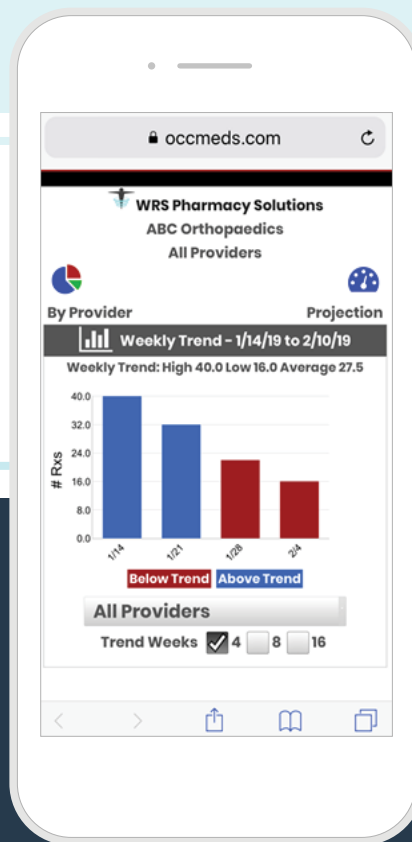 occmeds.com
WRS Pharmacy Solutions
ABC Orthopaedics
All Providers
By Provider
Projection
Weekly Trend - 1/14/19 to 2/10/19
Weekly Trend: High 40.0 Low 16.0 Average 27.5
40.0
32.0
24.0
16.0
8.0
0.0
# Rxs
1/14
1/21
1/28
2/4
Below Trend Above Trend
All Providers
Trend Weeks 4 8 16